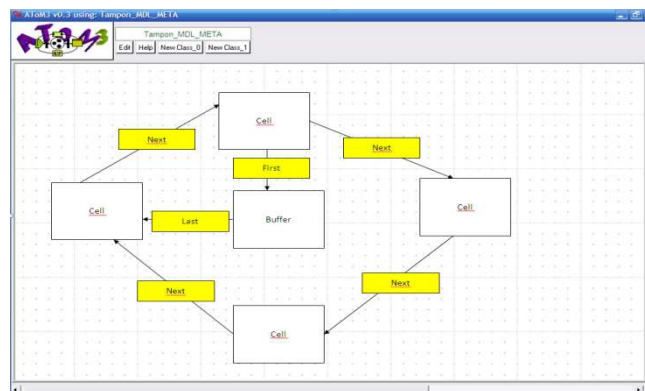 AToM3 v0.3 using: Tampon_MDL_META
Tampon_MDL_META
Edit Help New Class_0 New Class_1
Cell
Next
Next
First
Cell
Last
Buffer
Cell
Next
Next
Cell